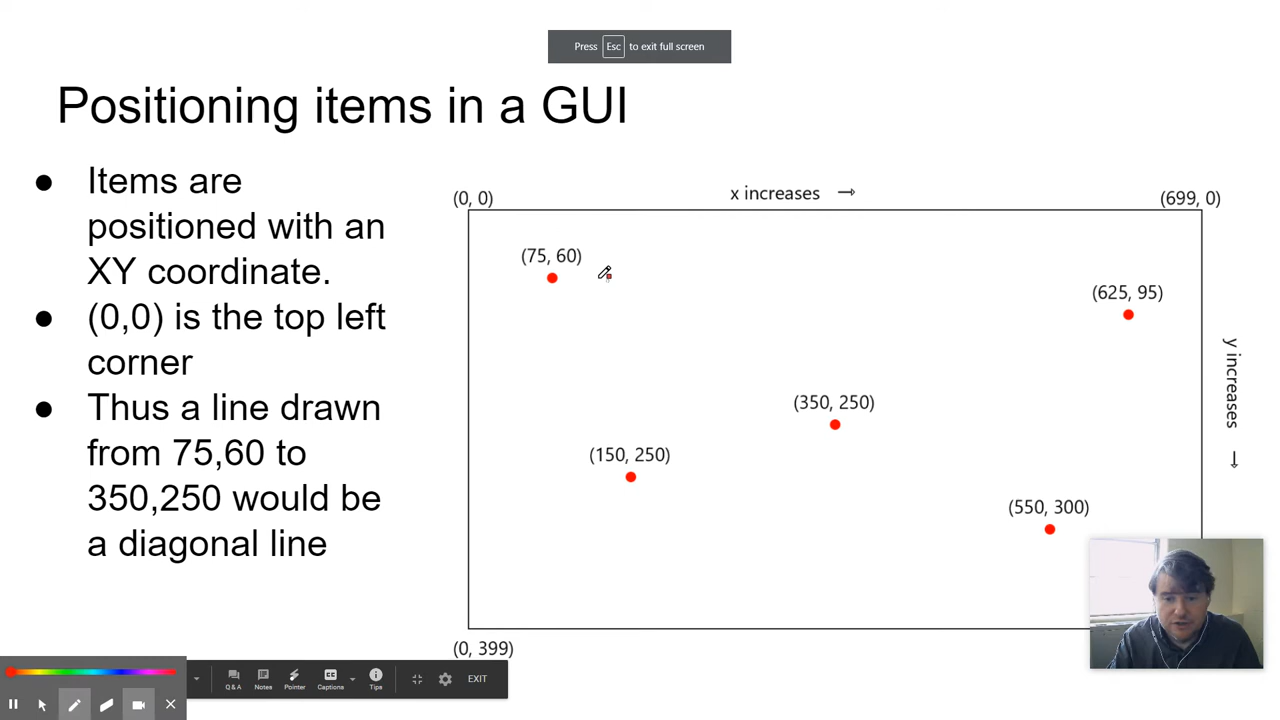 Press Esc to exit full screen
Positioning items in a GUI
● Items are
positioned with an
XY coordinate.
● (0,0) is the top left
corner
● Thus a line drawn
from 75,60 to
350,250 would be
a diagonal line
(0, 0)
x increases →
(699, 0)
(75, 60)
(625, 95)
y increases →
(350, 250)
(150, 250)
(550, 300)
(0, 399)
Q&A
Notes
Pointer
Captions
Tips
EXIT